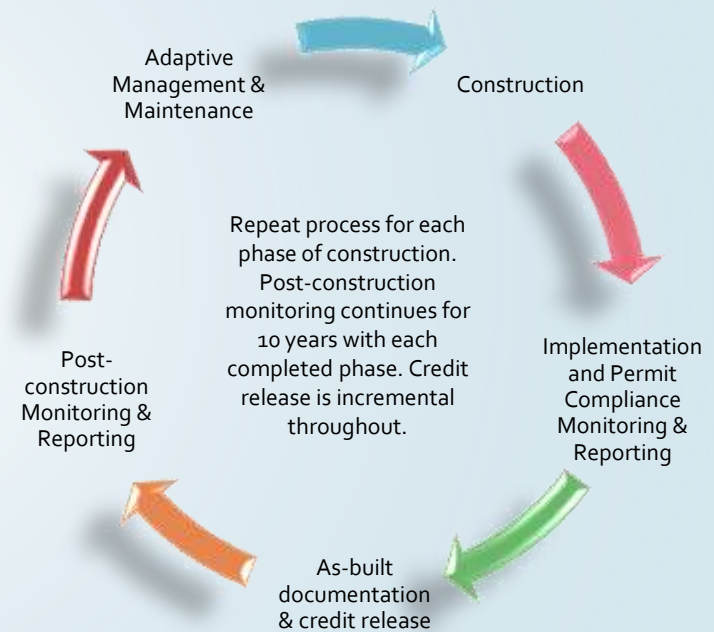 Adaptive
Management &
Maintenance
Construction
Repeat process for each
phase of construction.
Post-construction
monitoring continues for
10 years with each
completed phase. Credit
release is incremental
throughout.
Implementation
and Permit
Compliance
Monitoring &
Reporting
As-built
documentation
& credit release
Post-
construction
Monitoring &
Reporting